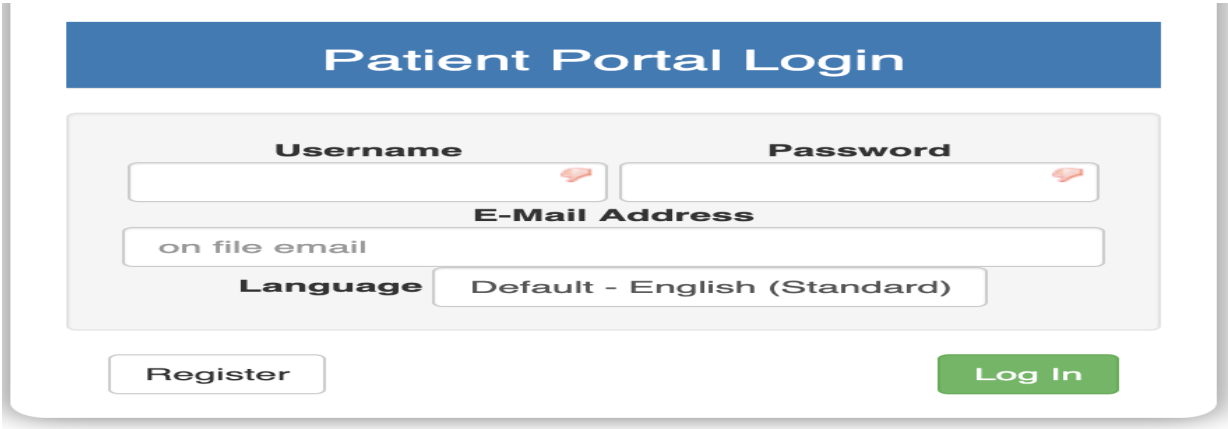 Patient Portal Login
Username Password
E-Mail Address
on file email
Language Default - English (Standard)
Register Log In